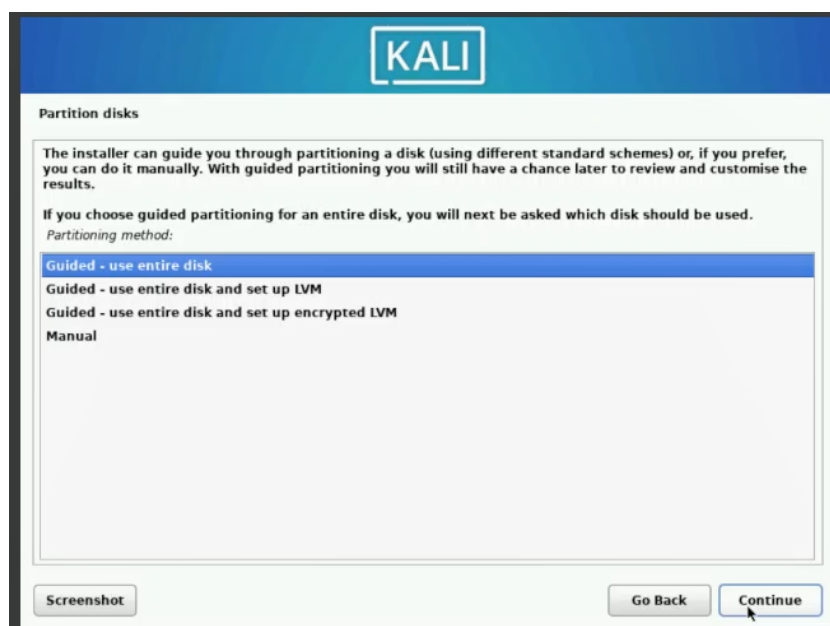 KALI
Partition disks
The installer can guide you through partitioning a disk (using different standard schemes) or, if you prefer,
you can do it manually. With guided partitioning you will still have a chance later to review and customise the
results.
If you choose guided partitioning for an entire disk, you will next be asked which disk should be used.
Partitioning method:
Guided - use entire disk
Guided - use entire disk and set up LVM
Guided - use entire disk and set up encrypted LVM
Manual
Screenshot
Go Back
Continue